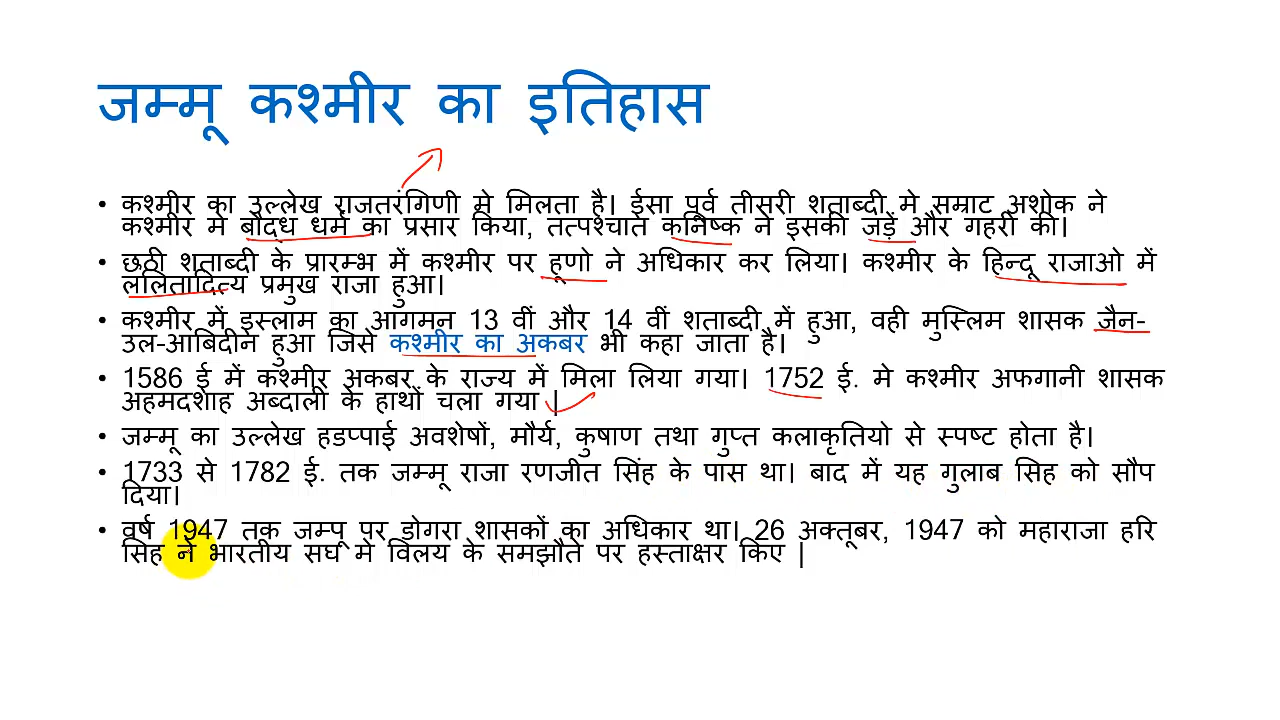 जम्मू कश्मीर का इतिहास
• कश्मीर का उल्लेख राजतरंगिणी मे मिलता है। ईसा पूर्व तीसरी शताब्दी मे सम्राट अशोक ने
कश्मीर मे बौद्ध धर्म का प्रसार किया, तत्पश्चात कनिष्क ने इसकी जड़ें और गहरी की।
• छठी शताब्दी के प्रारम्भ में कश्मीर पर हूणो ने अधिकार कर लिया। कश्मीर के हिन्दू राजाओ में
ललितादित्य प्रमुख राजा हुआ।
• कश्मीर में इस्लाम का आगमन 13 वीं और 14 वीं शताब्दी में हुआ, वही मुस्लिम शासक जैन-
उल-आबिदीन हुआ जिसे कश्मीर का अकबर भी कहा जाता है।
• 1586 ई में कश्मीर अकबर के राज्य में मिला लिया गया। 1752 ई. मे कश्मीर अफगानी शासक
अहमदशाह अब्दाली के हाथों चला गया |
• जम्मू का उल्लेख हडप्पाई अवशेषों, मौर्य, कुषाण तथा गुप्त कलाकृतियो से स्पष्ट होता है।
• 1733 से 1782 ई. तक जम्मू राजा रणजीत सिंह के पास था। बाद में यह गुलाब सिह को सौप
दिया।
• वर्ष 1947 तक जम्पू पर डोगरा शासकों का अधिकार था। 26 अक्तूबर, 1947 को महाराजा हरि
सिह ने भारतीय सघ मे विलय के समझौते पर हस्ताक्षर किए |